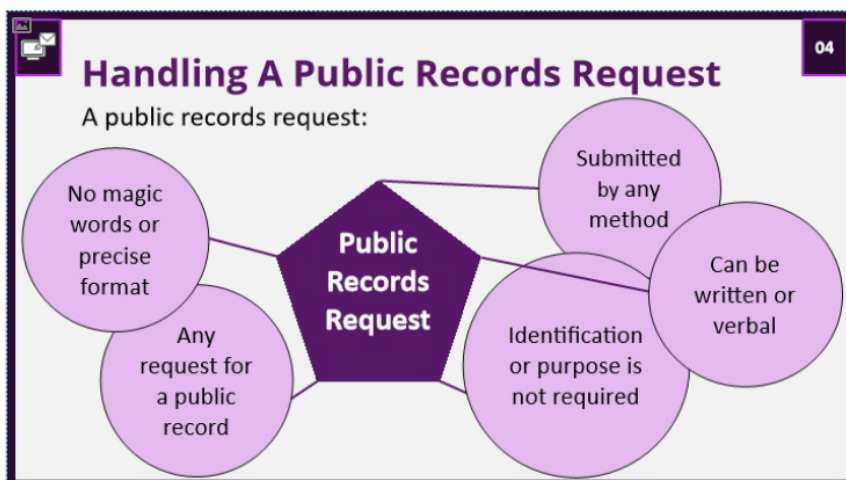 04
Handling A Public Records Request
A public records request:
No magic
words or
precise
format
Any
request for
a public
record
Public
Records
Request
Submitted
by any
method
Can be
written or
verbal
Identification
or purpose is
not required